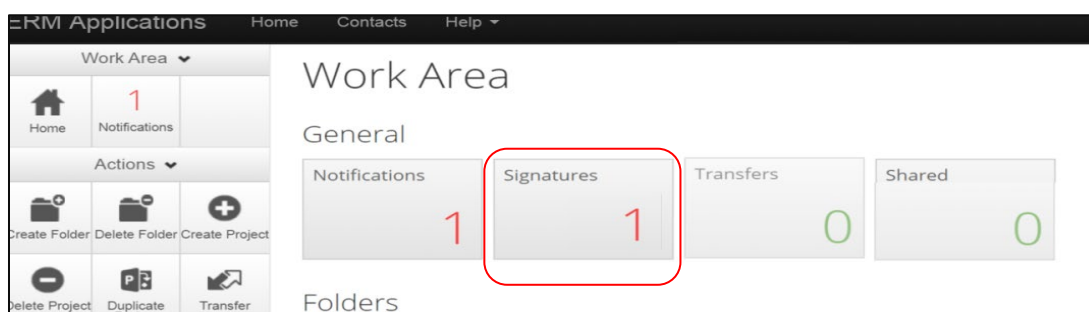 ERM Applications Home Contacts Help
Work Area
Home
1
Notifications
Actions
Create Folder Delete Folder Create Project
Delete Project Duplicate Transfer
Work Area
General
Notifications
1
Signatures
1
Transfers
0
Shared
0
Folders